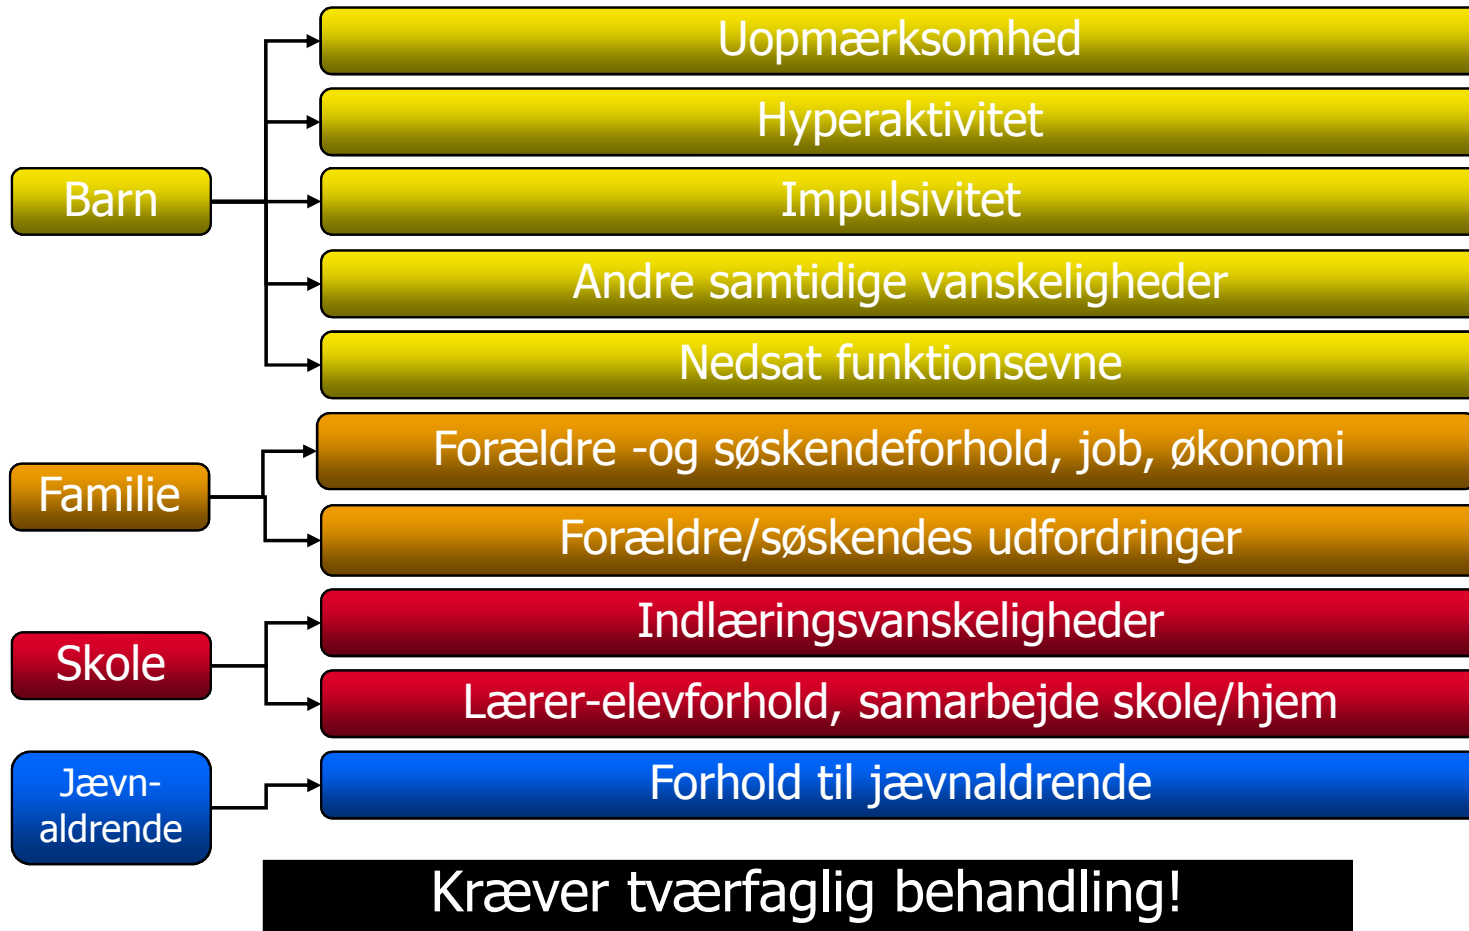 Barn
Uopmærksomhed
Hyperaktivitet
Impulsivitet
Andre samtidige vanskeligheder
Nedsat funktionsevne
Familie
Forældre -og søskendeforhold, job, økonomi
Forældre/søskendes udfordringer
Skole
Indlæringsvanskeligheder
Lærer-elevforhold, samarbejde skole/hjem
Jævn-
aldrende
Forhold til jævnaldrende
Kræver tværfaglig behandling!